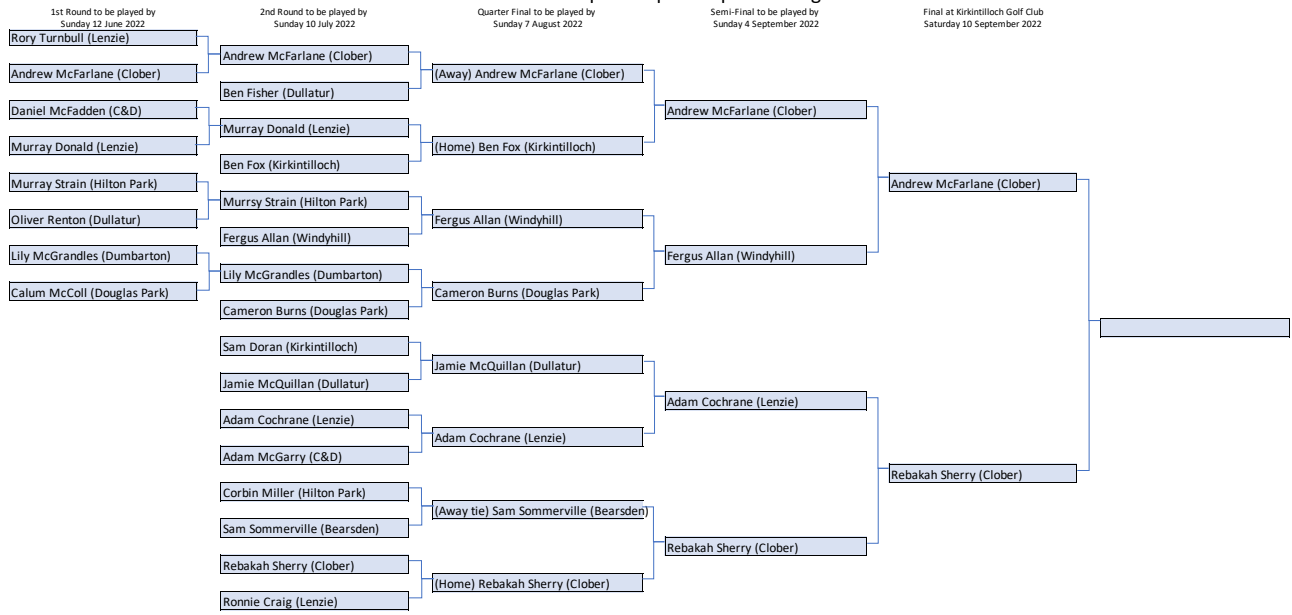 1st Round to be played by
Sunday 12 June 2022
2nd Round to be played by
Sunday 10 July 2022
Quarter Final to be played by
Sunday 7 August 2022
Semi-Final to be played by
Sunday 4 September 2022
Final at Kirkintilloch Golf Club
Saturday 10 September 2022
Rory Turnbull (Lenzie)
Andrew McFarlane (Clober)
Daniel McFadden (C&D)
Murray Donald (Lenzie)
Murray Strain (Hilton Park)
Oliver Renton (Dullatur)
Lily McGrandles (Dumbarton)
Calum McColl (Douglas Park)
Andrew McFarlane (Clober)
Ben Fisher (Dullatur)
Murray Donald (Lenzie)
Ben Fox (Kirkintilloch)
Murrsy Strain (Hilton Park)
Fergus Allan (Windyhill)
Lily McGrandles (Dumbarton)
Cameron Burns (Douglas Park)
Sam Doran (Kirkintilloch)
Jamie McQuillan (Dullatur)
Adam Cochrane (Lenzie)
Adam McGarry (C&D)
Corbin Miller (Hilton Park)
Sam Sommerville (Bearsden)
Rebakah Sherry (Clober)
Ronnie Craig (Lenzie)
(Away) Andrew McFarlane (Clober)
(Home) Ben Fox (Kirkintilloch)
Fergus Allan (Windyhill)
Cameron Burns (Douglas Park)
Jamie McQuillan (Dullatur)
Adam Cochrane (Lenzie)
(Away tie) Sam Sommerville (Bearsden)
(Home) Rebakah Sherry (Clober)
Andrew McFarlane (Clober)
Fergus Allan (Windyhill)
Adam Cochrane (Lenzie)
Rebakah Sherry (Clober)
Andrew McFarlane (Clober)
Rebakah Sherry (Clober)